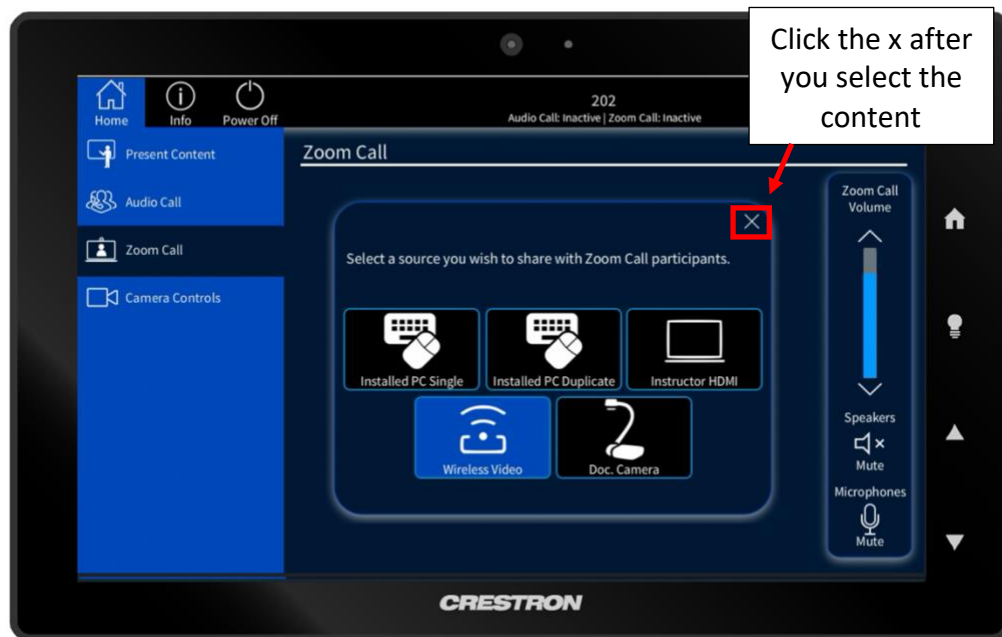 Click the x after
you select the
content
202
Audio Call: Inactive | Zoom Call: Inactive
Home
Info
Power Off
Present Content
Audio Call
Zoom Call
Camera Controls
Zoom Call
Select a source you wish to share with Zoom Call participants.
Installed PC Single
Installed PC Duplicate
Instructor HDMI
Wireless Video
Doc. Camera
Zoom Call
Volume
Speakers
Mute
Microphones
Mute
CRESTRON